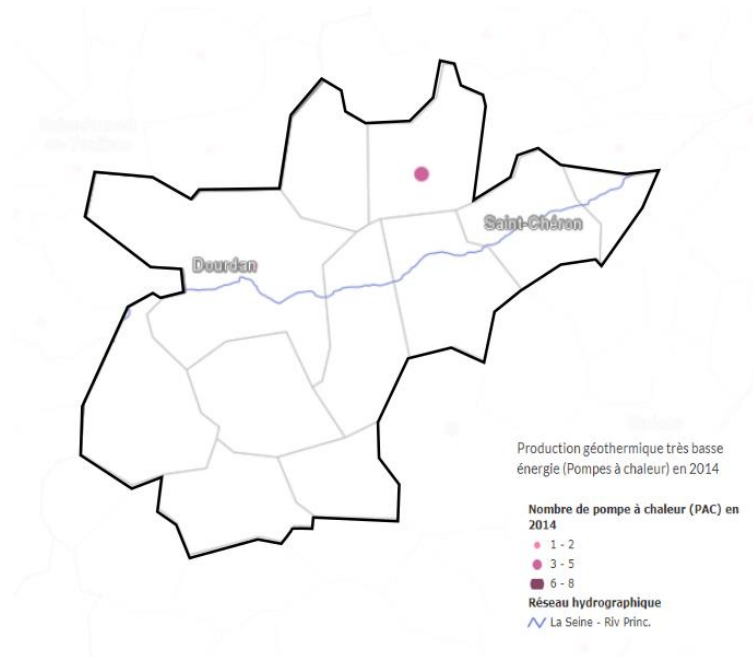 Saint-Chéron
Dourdan
Production géothermique très basse
énergie (Pompes à chaleur) en 2014
Nombre de pompe à chaleur (PAC) en
2014
1 - 2
3 - 5
6 - 8
Réseau hydrographique
La Seine - Riv Princ.